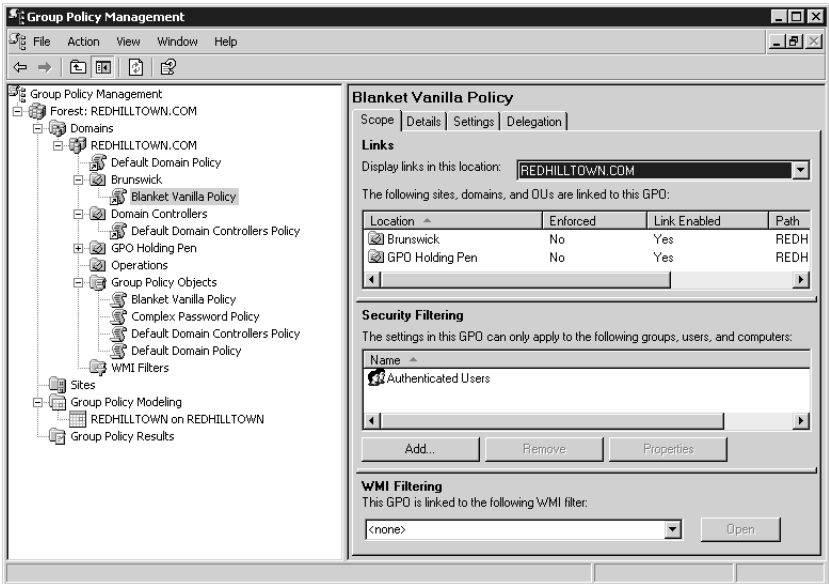 Group Policy Management
File Action View Window Help
Group Policy Management
Forest: REDHILLTOWN.COM
Domains
REDHILLTOWN.COM
Default Domain Policy
Brunswick
Blanket Vanilla Policy
Domain Controllers
Default Domain Controllers Policy
GPO Holding Pen
Operations
Group Policy Objects
Blanket Vanilla Policy
Complex Password Policy
Default Domain Controllers Policy
Default Domain Policy
WMI Filters
Sites
Group Policy Modeling
REDHILLTOWN on REDHILLTOWN
Group Policy Results
Blanket Vanilla Policy
Scope Details Settings Delegation
Links
Display links in this location: REDHILLTOWN.COM
The following sites, domains, and OUs are linked to this GPO:
Location Enforced Link Enabled Path
Brunswick No Yes REDH
GPO Holding Pen No Yes REDH
Security Filtering
The settings in this GPO can only apply to the following groups, users, and computers:
Name
Authenticated Users
Add... Remove Properties
WMI Filtering
This GPO is linked to the following WMI filter:
<none> Open